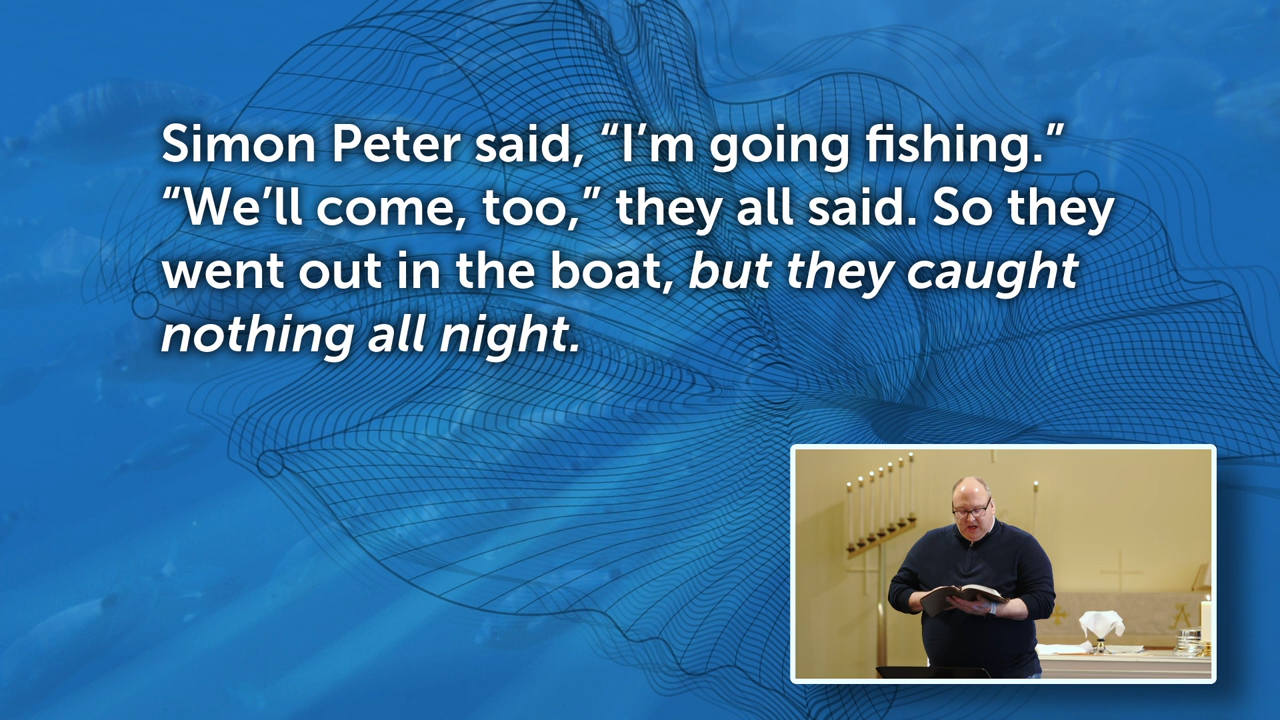 Simon Peter said, “I’m going fishing.”
“We’ll come, too,” they all said. So they
went out in the boat, but they caught
nothing all night.